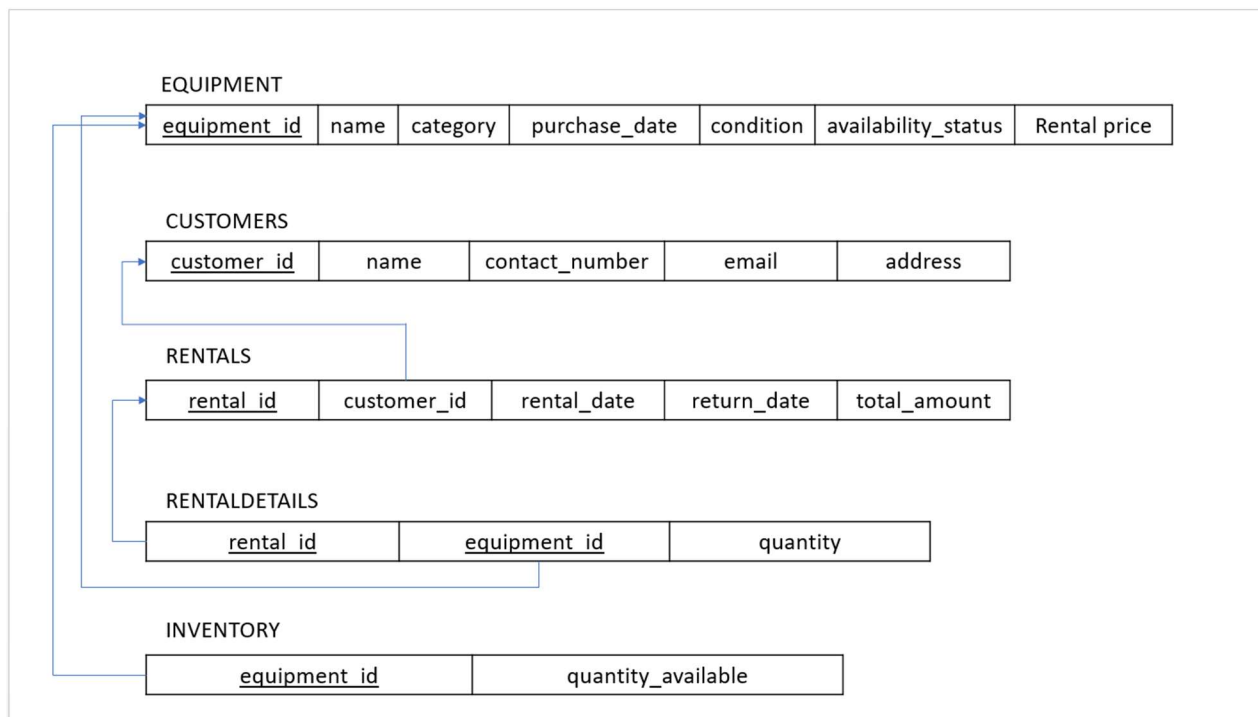 EQUIPMENT
equipment_id name category purchase_date condition availability_status Rental price
CUSTOMERS
customer_id name contact_number email address
RENTALS
rental_id customer_id rental_date return_date total_amount
RENTALDETAILS
rental_id equipment_id quantity
INVENTORY
equipment_id quantity_available